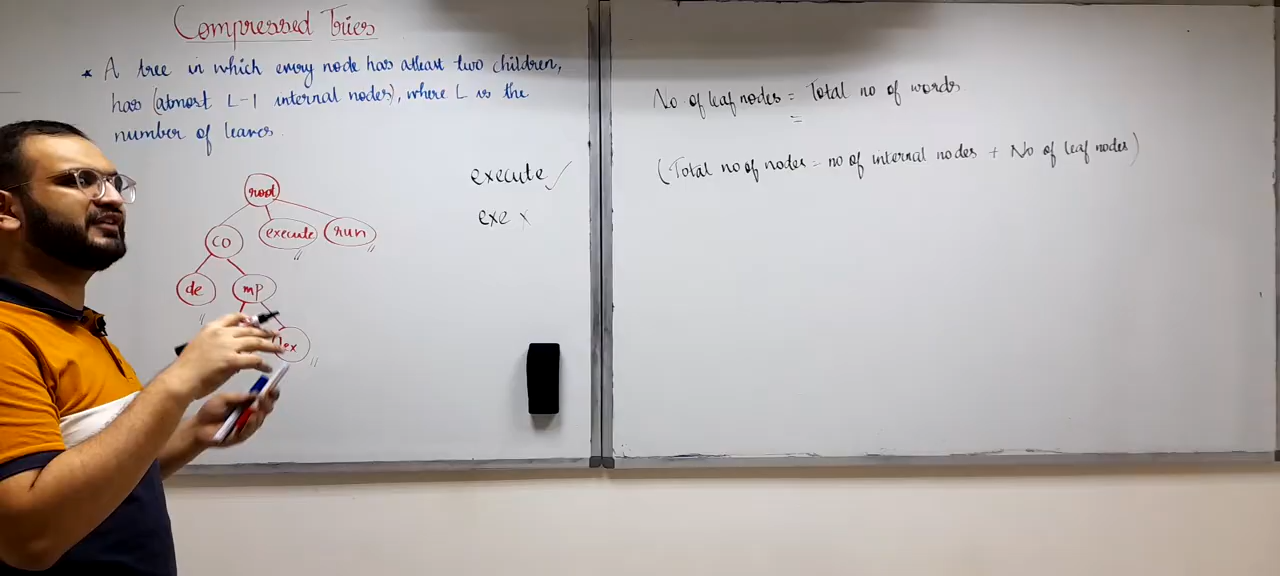 Compressed Tries
* A tree in which every node has atleast two children,
has (atmost L-1 internal nodes), where L is the
number of leaves.
root
co
execute
run
de
mp
execute ✓
exe x
No of leaf nodes = Total no of words
=
(Total no of nodes = no of internal nodes + No of leaf nodes)